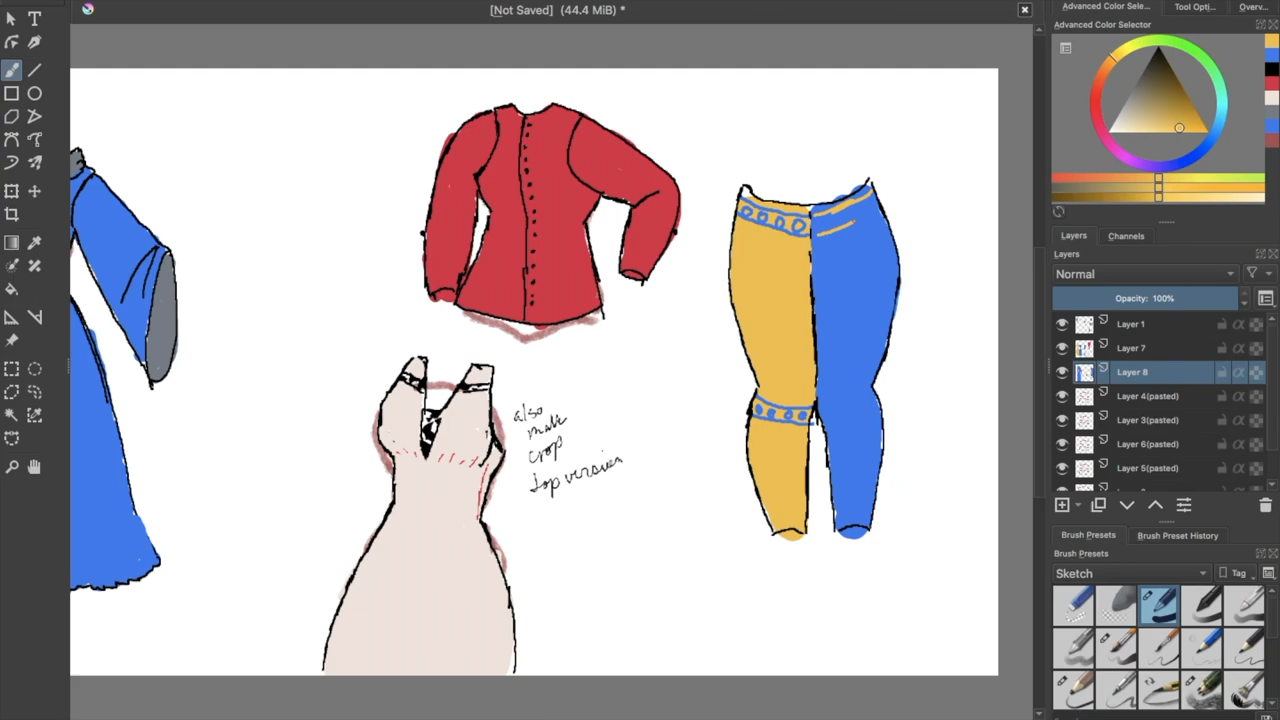 [Not Saved] (44.4 MiB) *
Advanced Color Sele... Tool Opti... Overv...
Advanced Color Selector
Layers Channels
Layers
Normal
Opacity: 100%
Layer 1
Layer 7
Layer 8
Layer 4(pasted)
Layer 3(pasted)
Layer 6(pasted)
Layer 5(pasted)
Brush Presets Brush Preset History
Brush Presets
Sketch Tag
also
make
crop
top version